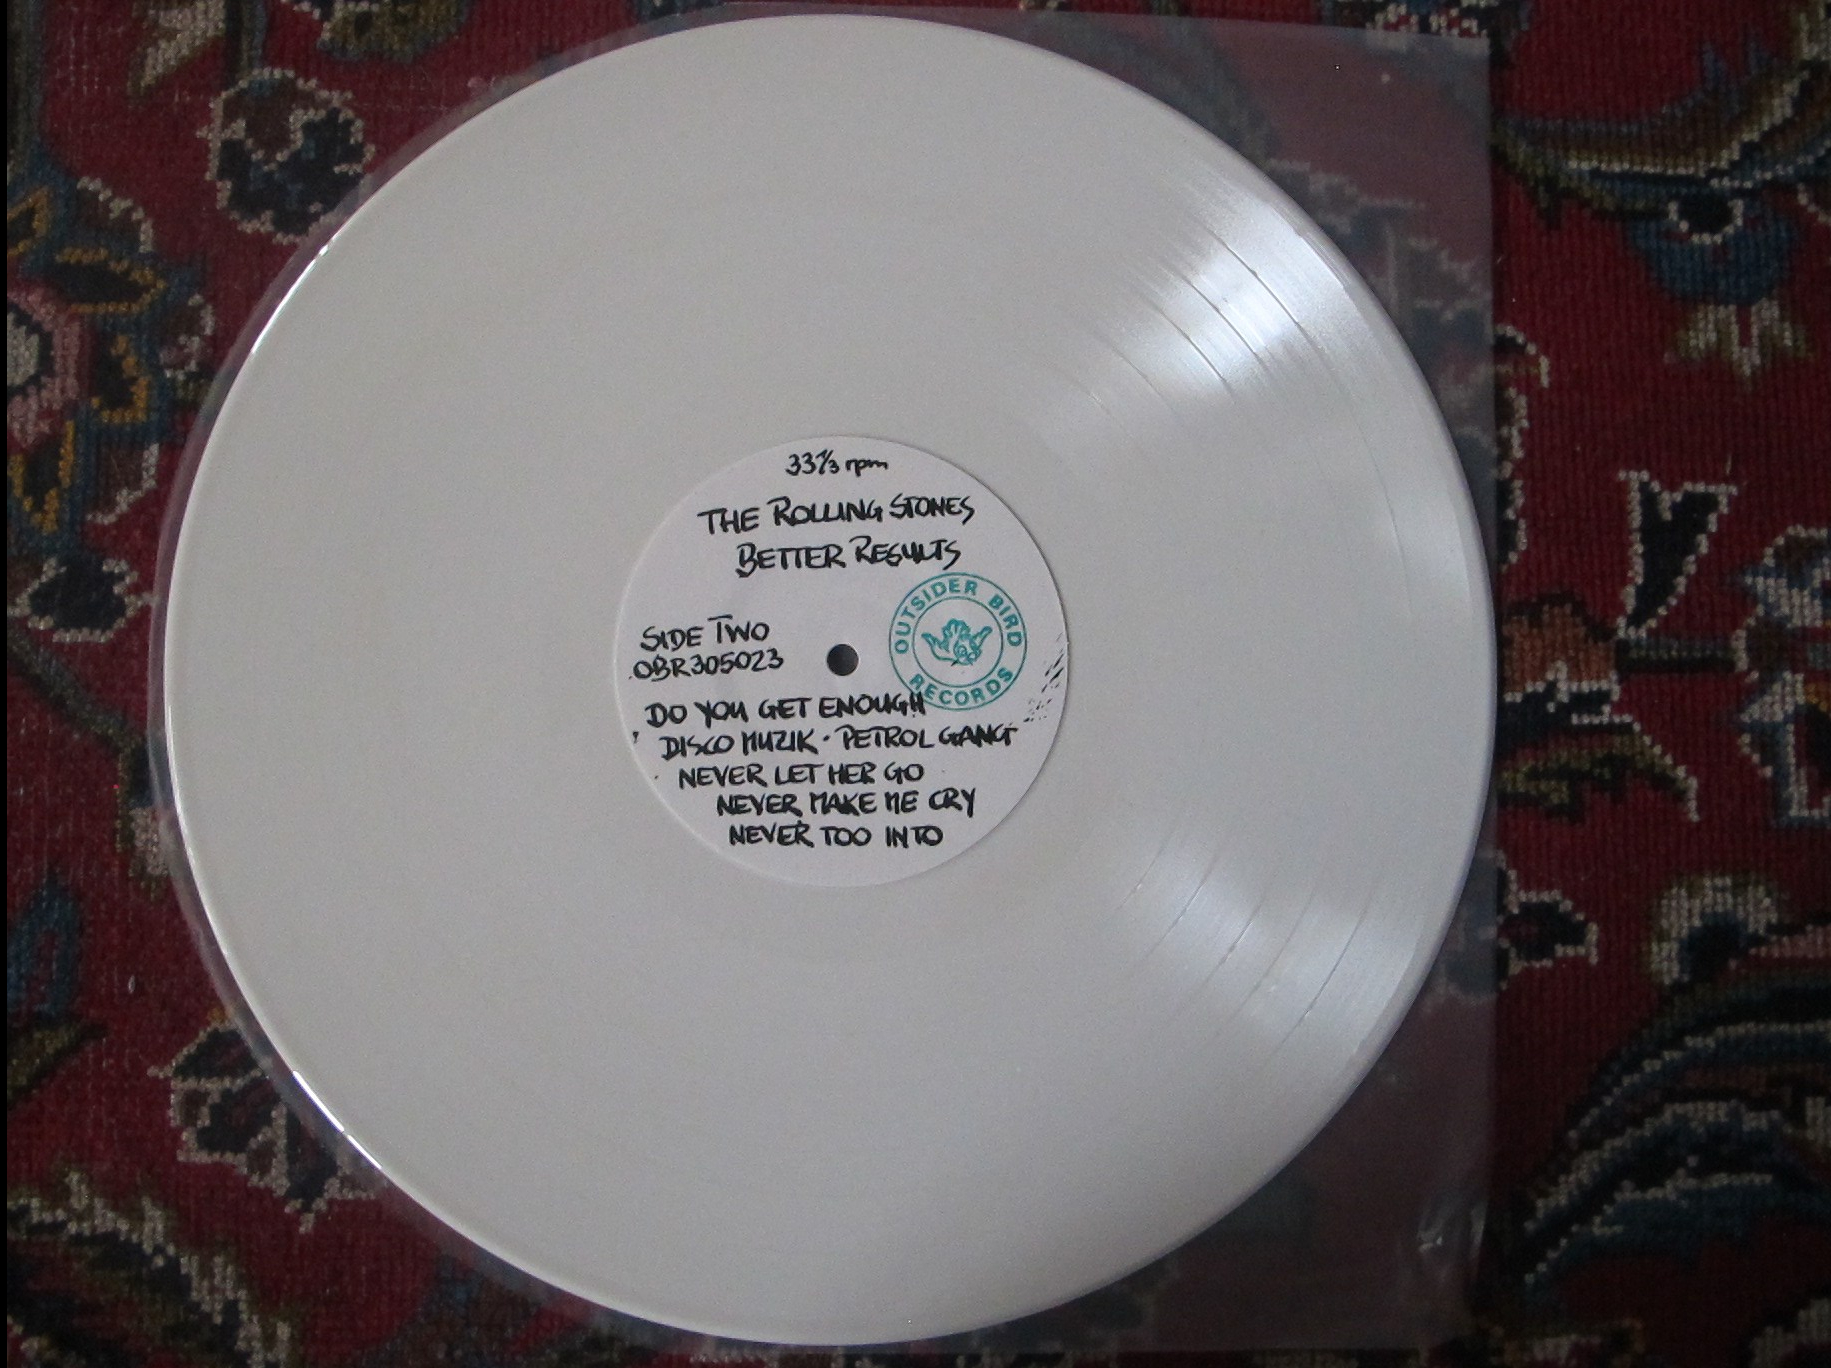 33⅓ rpm
THE ROLLING STONES
BETTER RESULTS
OUTSIDER BIRD
RECORDS
SIDE TWO
OBR305023
DO YOU GET ENOUGH
DISCO MUZIK · PETROL GANG
NEVER LET HER GO
NEVER MAKE ME CRY
NEVER TOO INTO